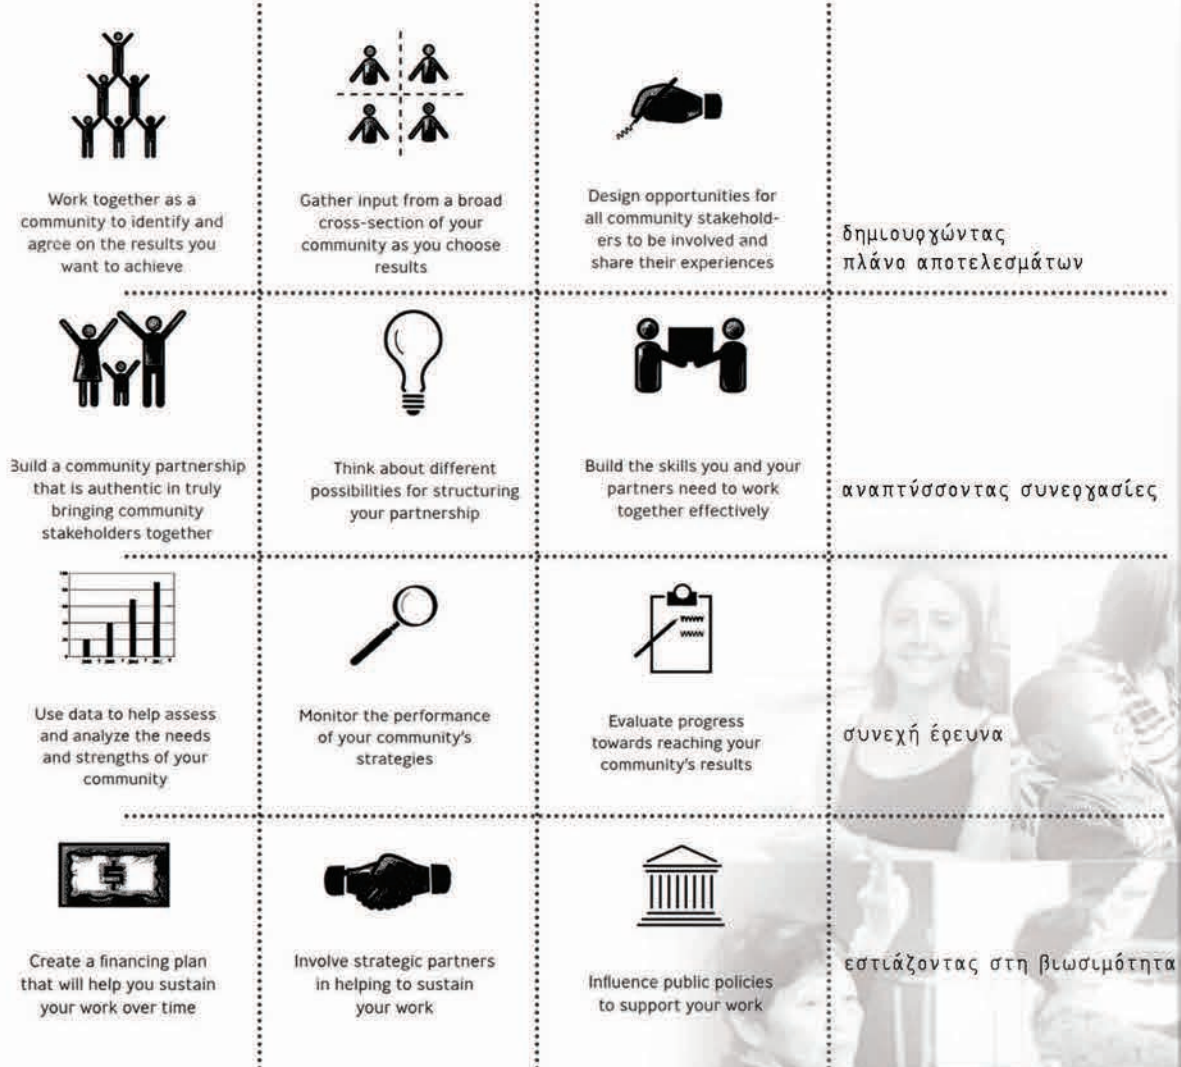 Work together as a
community to identify and
agree on the results you
want to achieve
Gather input from a broad
cross-section of your
community as you choose
results
Design opportunities for
all community stakehold-
ers to be involved and
share their experiences
δημιουργώντας
πλάνο αποτελεσμάτων
Build a community partnership
that is authentic in truly
bringing community
stakeholders together
Think about different
possibilities for structuring
your partnership
Build the skills you and your
partners need to work
together effectively
αναπτύσσοντας συνεργασίες
Use data to help assess
and analyze the needs
and strengths of your
community
Monitor the performance
of your community's
strategies
Evaluate progress
towards reaching your
community's results
συνεχή έρευνα
Create a financing plan
that will help you sustain
your work over time
Involve strategic partners
in helping to sustain
your work
Influence public policies
to support your work
εστιάζοντας στη βιωσιμότητα